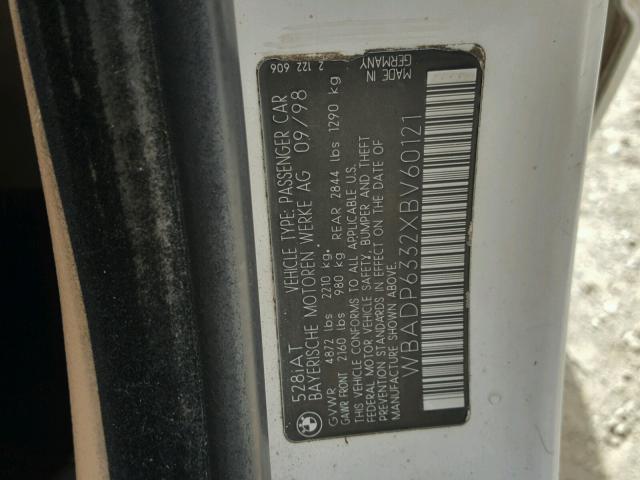 528iAT VEHICLE TYPE: PASSENGER CAR 2 122 606
BAYERISCHE MOTOREN WERKE AG 09/98
GVWR 4872 lbs 2210 kg
GAWR FRONT 2160 lbs 980 kg REAR 2844 lbs 1290 kg
THIS VEHICLE CONFORMS TO ALL APPLICABLE U.S.
FEDERAL MOTOR VEHICLE SAFETY, BUMPER AND THEFT
PREVENTION STANDARDS IN EFFECT ON THE DATE OF
MANUFACTURE SHOWN ABOVE.
MADE IN
GERMANY
WBADP6332XBV60121